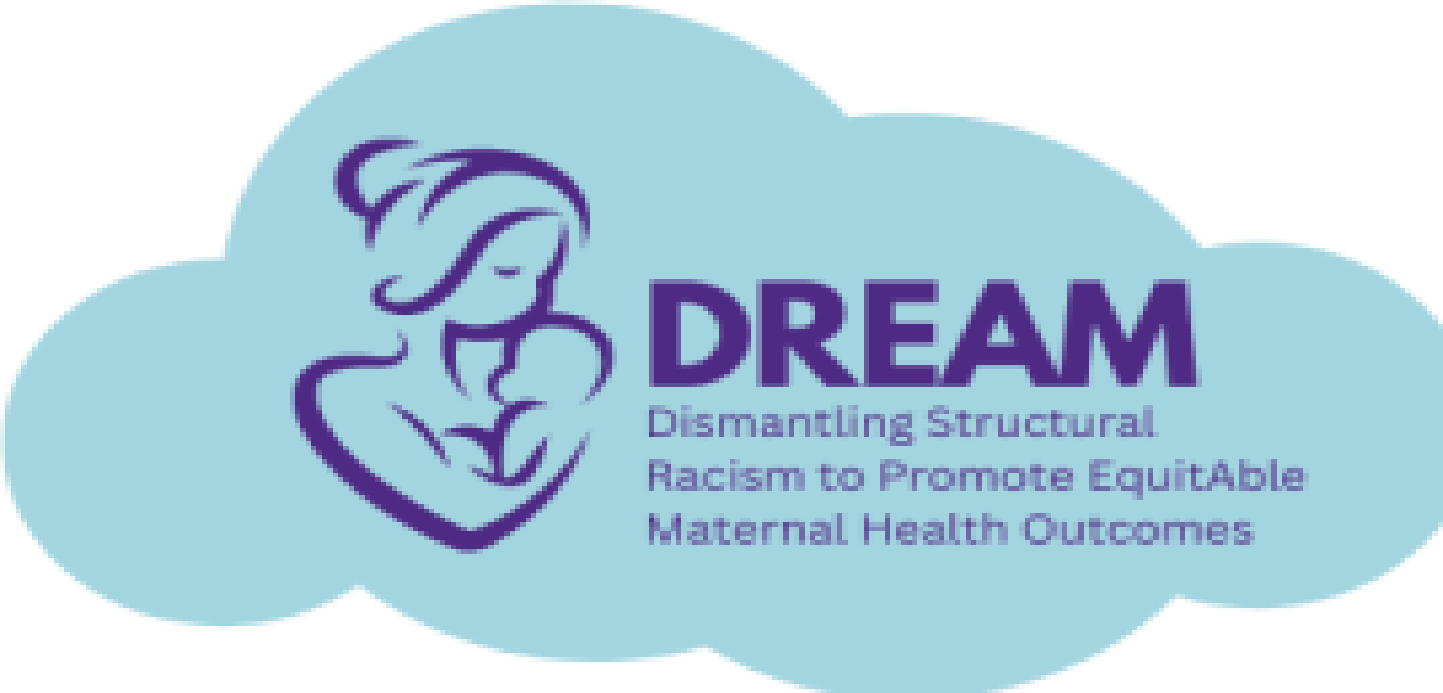 DREAM
Dismantling Structural
Racism to Promote EquitAble
Maternal Health Outcomes